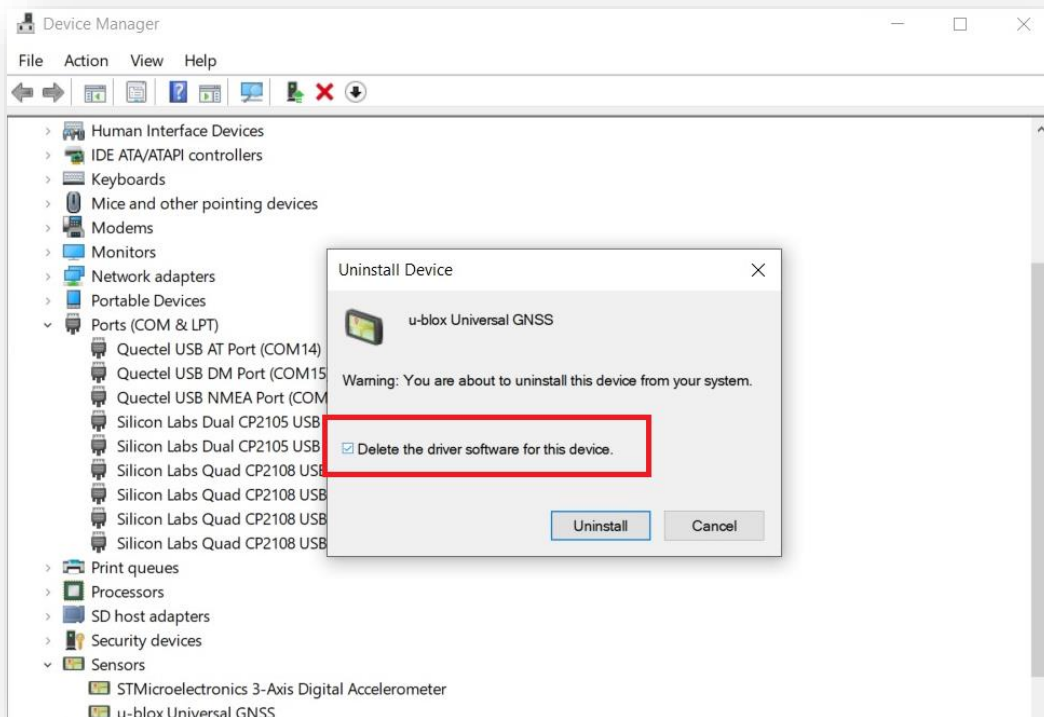 Device Manager
File Action View Help
Human Interface Devices
IDE ATA/ATAPI controllers
Keyboards
Mice and other pointing devices
Modems
Monitors
Network adapters
Portable Devices
Ports (COM & LPT)
Quectel USB AT Port (COM14)
Quectel USB DM Port (COM15
Quectel USB NMEA Port (COM
Silicon Labs Dual CP2105 USB
Silicon Labs Dual CP2105 USB
Silicon Labs Quad CP2108 USB
Silicon Labs Quad CP2108 USB
Silicon Labs Quad CP2108 USB
Silicon Labs Quad CP2108 USB
Print queues
Processors
SD host adapters
Security devices
Sensors
STMicroelectronics 3-Axis Digital Accelerometer
u-blox Universal GNSS
Uninstall Device
u-blox Universal GNSS
Warning: You are about to uninstall this device from your system.
Delete the driver software for this device.
Uninstall Cancel